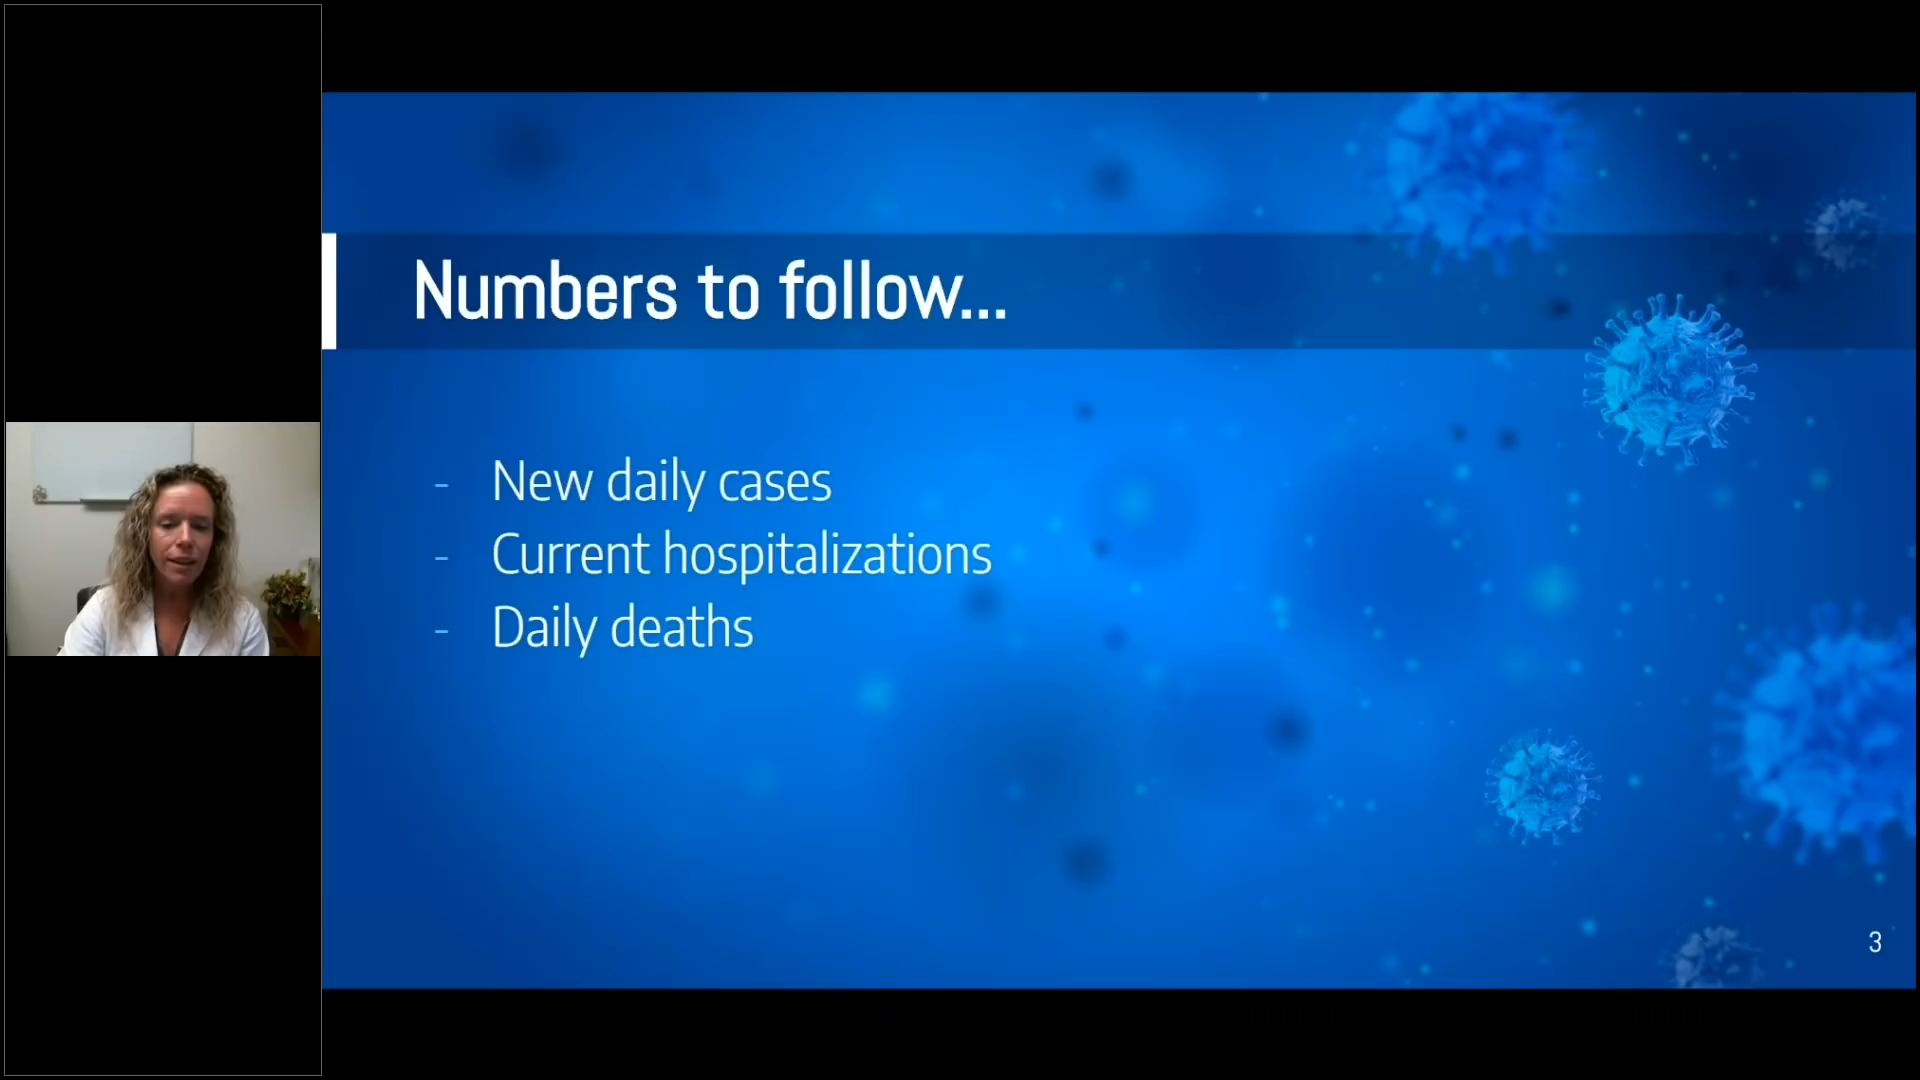 Numbers to follow...
- New daily cases
- Current hospitalizations
- Daily deaths
3